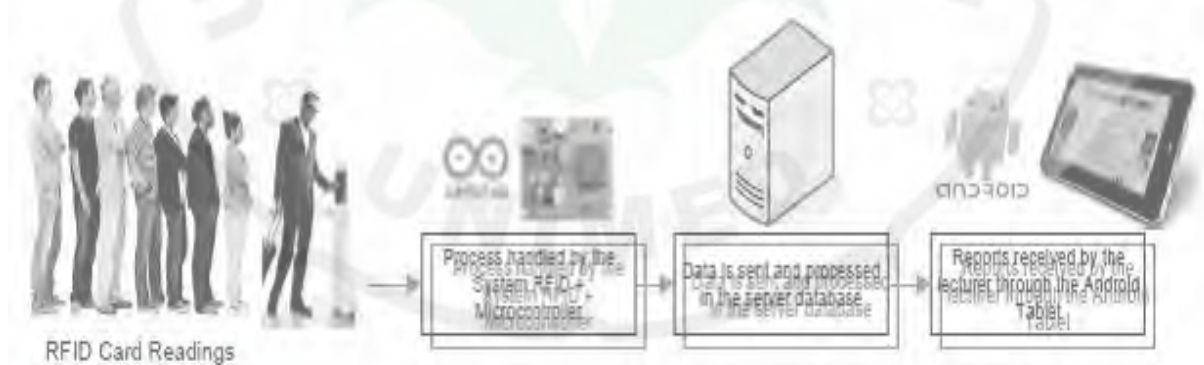 UNIMED
ANDROID
Process handled by the
System RFID +
Microcontroller
Data is sent and processed
in the server database
Reports received by the
lecturer through the Android
Tablet
RFID Card Readings